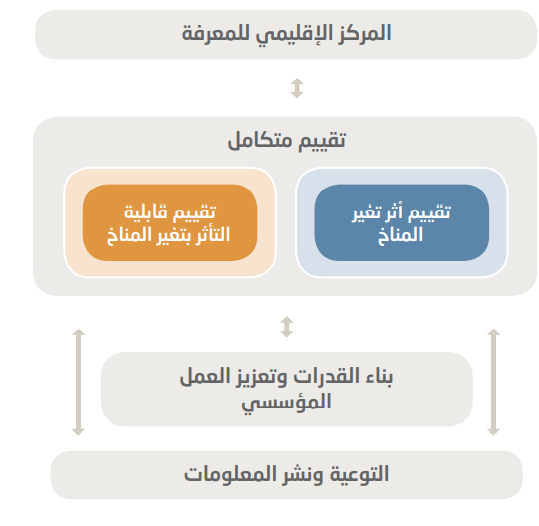 المركز الإقليمي للمعرفة
تقييم متكامل
تقييم أثر تغير
المناخ
تقييم قابلية
التأثر بتغير المناخ
بناء القدرات وتعزيز العمل
المؤسسي
التوعية ونشر المعلومات